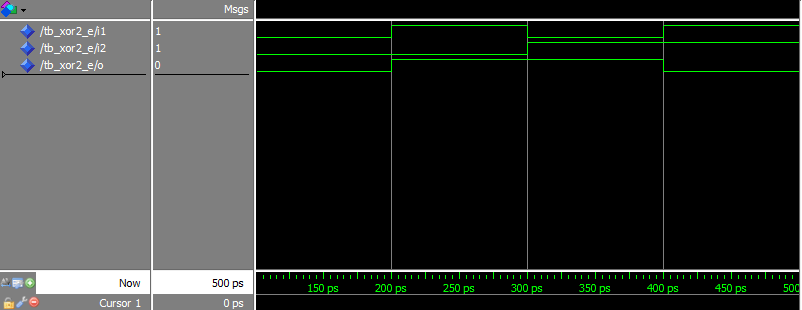 Msgs
/tb_xor2_e/i1 1
/tb_xor2_e/i2 1
/tb_xor2_e/o 0
Now 500 ps 150 ps 200 ps 250 ps 300 ps 350 ps 400 ps 450 ps 500
Cursor 1 0 ps